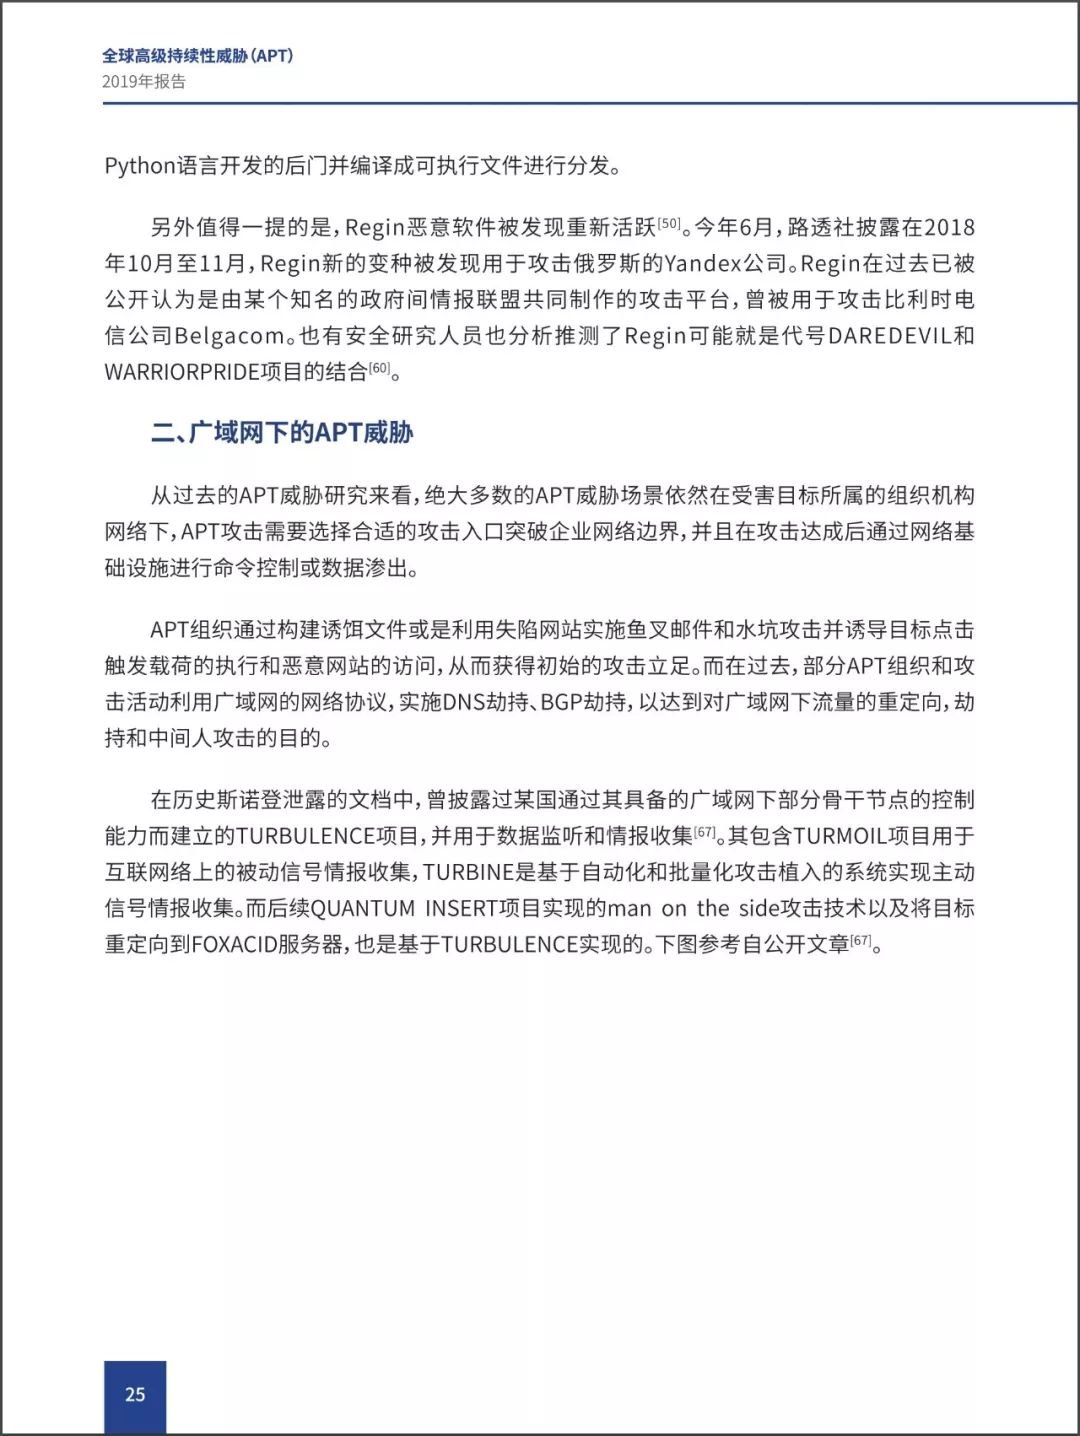 全球高级持续性威胁（APT）
2019年报告
Python语言开发的后门并编译成可执行文件进行分发。
另外值得一提的是，Regin恶意软件被发现重新活跃[50]。今年6月，路透社披露在2018
年10月至11月，Regin新的变种被发现用于攻击俄罗斯的Yandex公司。Regin在过去已被
公开认为是由某个知名的政府间情报联盟共同制作的攻击平台，曾被用于攻击比利时电
信公司Belgacom。也有安全研究人员也分析推测了Regin可能就是代号DAREDEVIL和
WARRIORPRIDE项目的结合[60]。
二、广域网下的APT威胁
从过去的APT威胁研究来看，绝大多数的APT威胁场景依然在受害目标所属的组织机构
网络下，APT攻击需要选择合适的攻击入口突破企业网络边界，并且在攻击达成后通过网络基
础设施进行命令控制或数据渗出。
APT组织通过构建诱饵文件或是利用失陷网站实施鱼叉邮件和水坑攻击并诱导目标点击
触发载荷的执行和恶意网站的访问，从而获得初始的攻击立足。而在过去，部分APT组织和攻
击活动利用广域网的网络协议，实施DNS劫持、BGP劫持，以达到对广域网下流量的重定向，劫
持和中间人攻击的目的。
在历史斯诺登泄露的文档中，曾披露过某国通过其具备的广域网下部分骨干节点的控制
能力而建立的TURBULENCE项目，并用于数据监听和情报收集[67]。其包含TURMOIL项目用于
互联网络上的被动信号情报收集，TURBINE是基于自动化和批量化攻击植入的系统实现主动
信号情报收集。而后续QUANTUM INSERT项目实现的man on the side攻击技术以及将目标
重定向到FOXACID服务器，也是基于TURBULENCE实现的。下图参考自公开文章[67]。
25